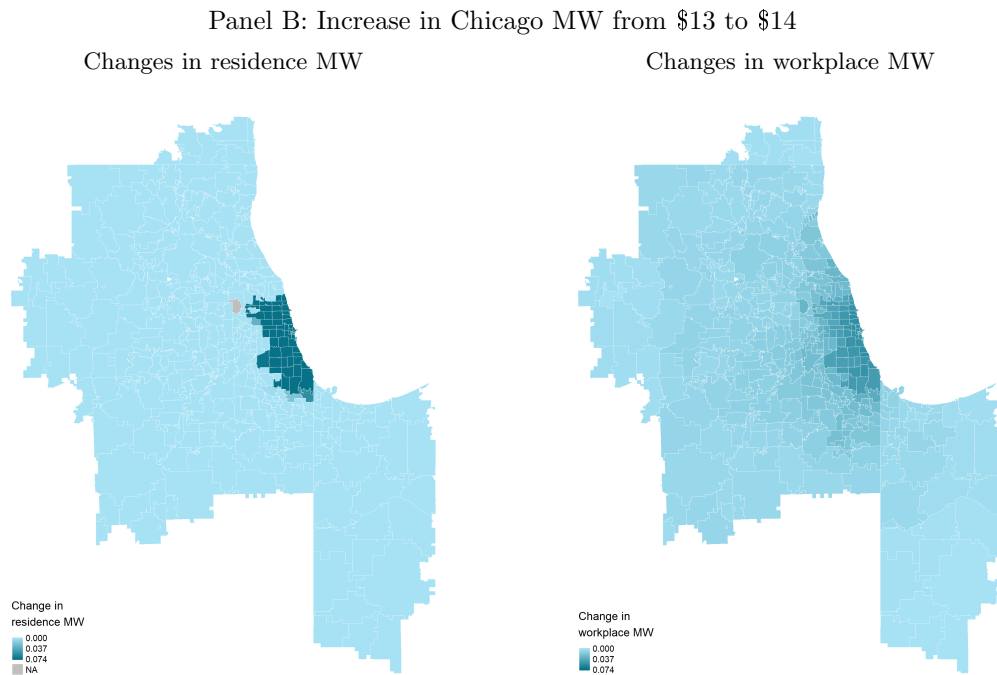 Panel B: Increase in Chicago MW from $13 to $14
Changes in residence MW
Changes in workplace MW
Change in
residence MW
0.000
0.037
0.074
NA
Change in
workplace MW
0.000
0.037
0.074